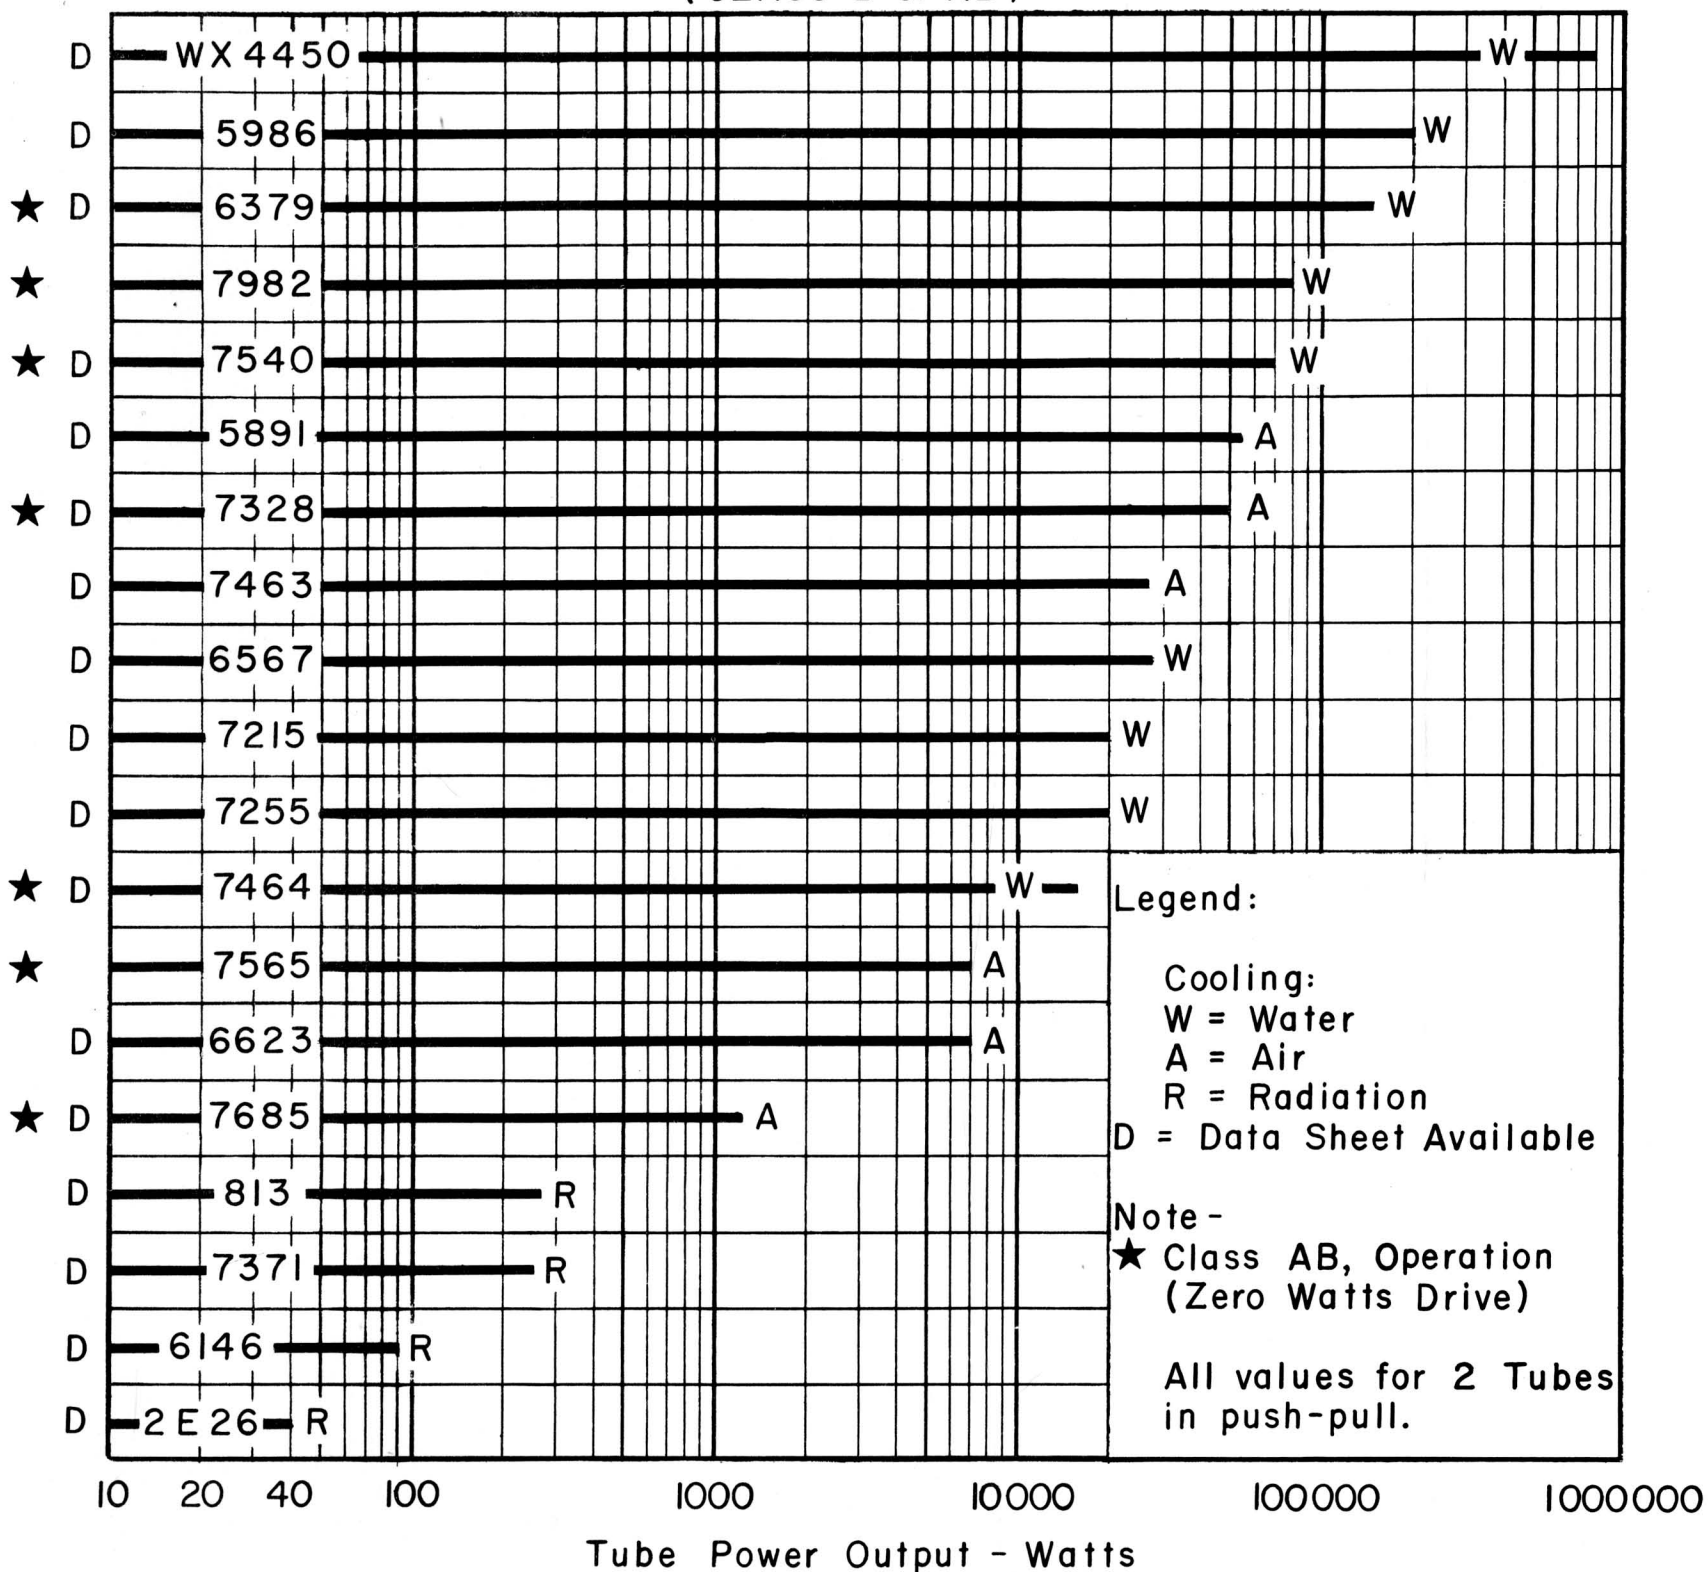 D WX 4450 W
D 5986 W
★ D 6379 W
★ 7982 W
★ D 7540 W
D 5891 A
★ D 7328 A
D 7463 A
D 6567 W
D 7215 W
D 7255 W
★ D 7464 W
★ 7565 A
D 6623 A
★ D 7685 A
D 813 R
D 7371 R
D 6146 R
D 2E26 R
Legend:
Cooling:
W = Water
A = Air
R = Radiation
D = Data Sheet Available
Note -
★ Class AB, Operation
(Zero Watts Drive)
All values for 2 Tubes
in push-pull.
10 20 40 100 1000 10000 100000 1000000
Tube Power Output - Watts